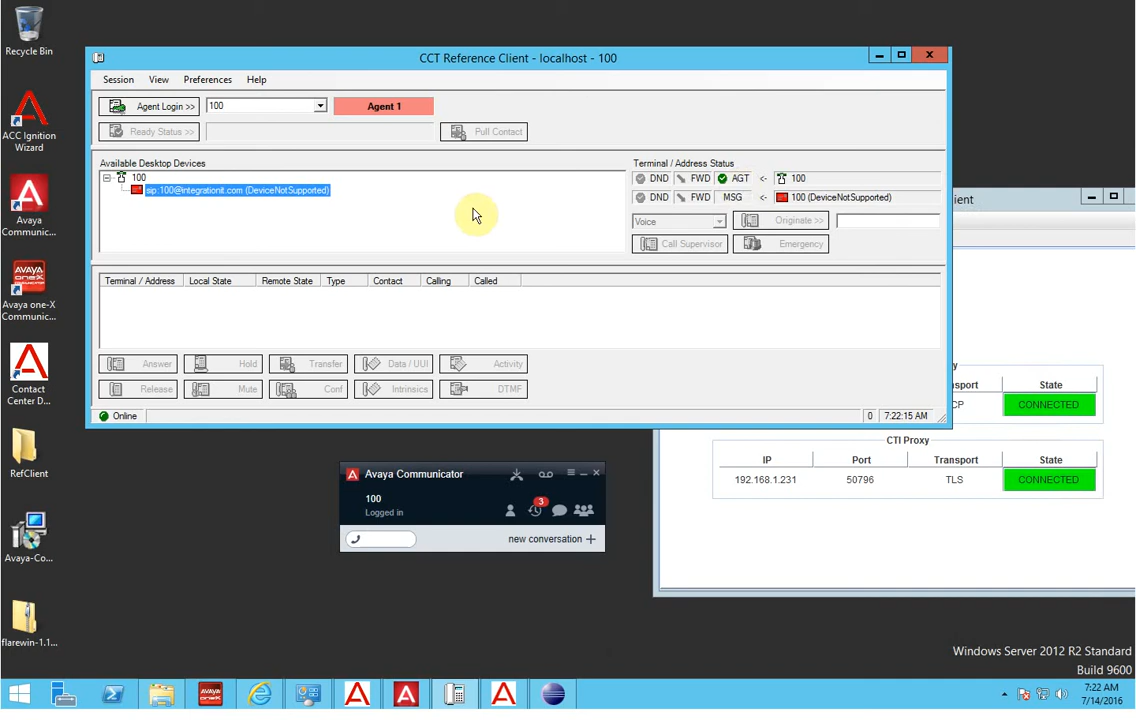 Recycle Bin
ACC Ignition
Wizard
Avaya
Communic...
AVAYA
one-X
Avaya one-X
Communic...
Contact
Center D...
RefClient
Avaya-Co...
flarewin-1.1...
CCT Reference Client - localhost - 100
Session View Preferences Help
Agent Login >> 100 Agent 1
Ready Status >> Pull Contact
Available Desktop Devices
100
sip:100@integrationit.com (DeviceNotSupported)
Terminal / Address Status
DND FWD AGT <- 100
DND FWD MSG <- 100 (DeviceNotSupported)
Voice Originate >>
Call Supervisor Emergency
Terminal / Address Local State Remote State Type Contact Calling Called
Answer Hold Transfer Data / UUI Activity
Release Mute Conf Intrinsics DTMF
Online 0 7:22:15 AM
ient
y
nsport State
CP CONNECTED
CTI Proxy
IP Port Transport State
192.168.1.231 50796 TLS CONNECTED
Avaya Communicator
100
Logged in
3
new conversation +
Windows Server 2012 R2 Standard
Build 9600
7:22 AM
7/14/2016